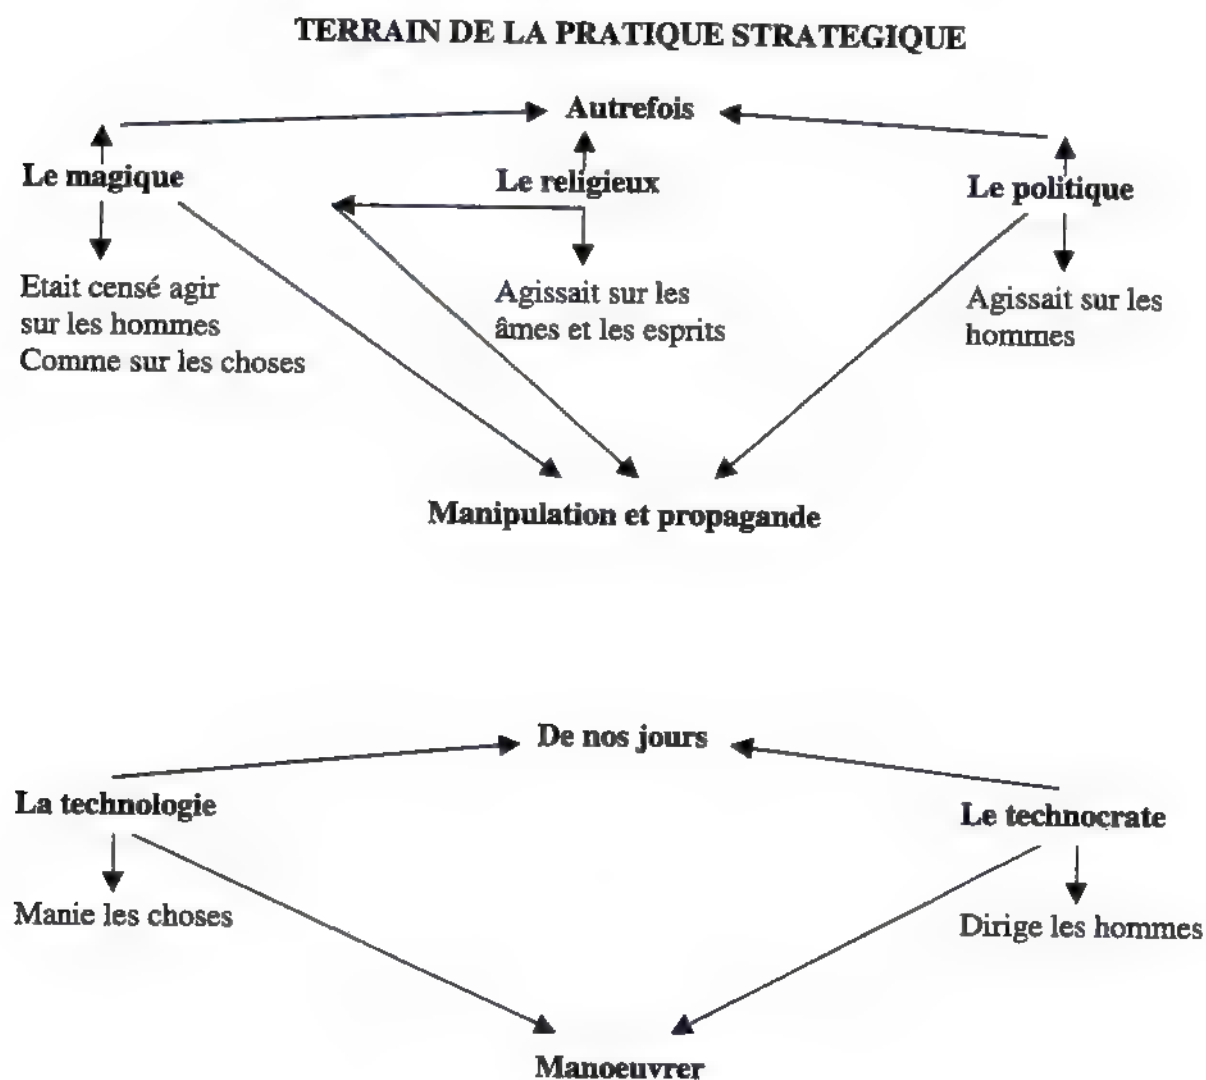 TERRAIN DE LA PRATIQUE STRATEGIQUE
Autrefois
Le magique
Le religieux
Le politique
Etait censé agir
sur les hommes
Comme sur les choses
Agissait sur les
âmes et les esprits
Agissait sur les
hommes
Manipulation et propagande
De nos jours
La technologie
Le technocrate
Manie les choses
Dirige les hommes
Manoeuvrer